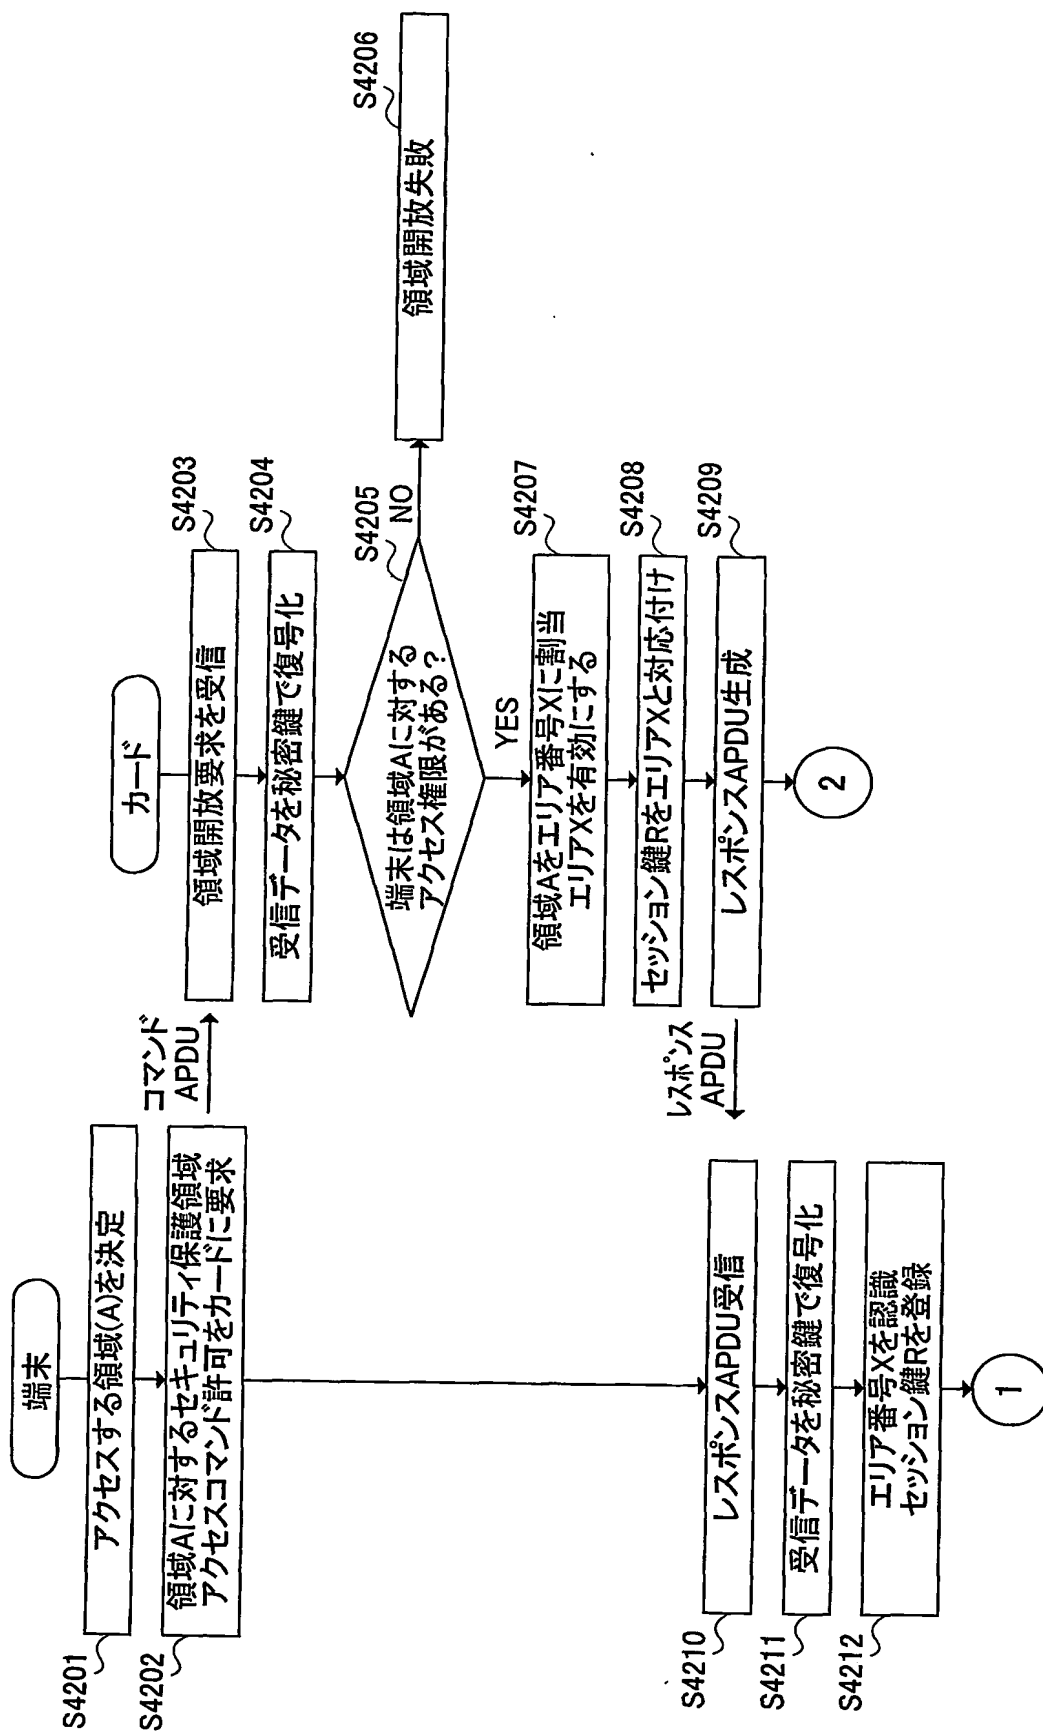 端末
アクセスする領域(A)を決定
S4201
領域Aに対するセキュリティ保護領域
アクセスコマンド許可をカードに要求
S4202
コマンド
APDU
カード
領域開放要求を受信
S4203
受信データを秘密鍵で復号化
S4204
端末は領域Aに対する
アクセス権限がある?
S4205
NO
領域開放失敗
S4206
YES
領域Aをエリア番号Xに割当
エリアXを有効にする
S4207
セッション鍵RをエリアXと対応付け
S4208
レスポンスAPDU生成
S4209
2
レスポンス
APDU
レスポンスAPDU受信
S4210
受信データを秘密鍵で復号化
S4211
エリア番号Xを認識
セッション鍵Rを登録
S4212
1